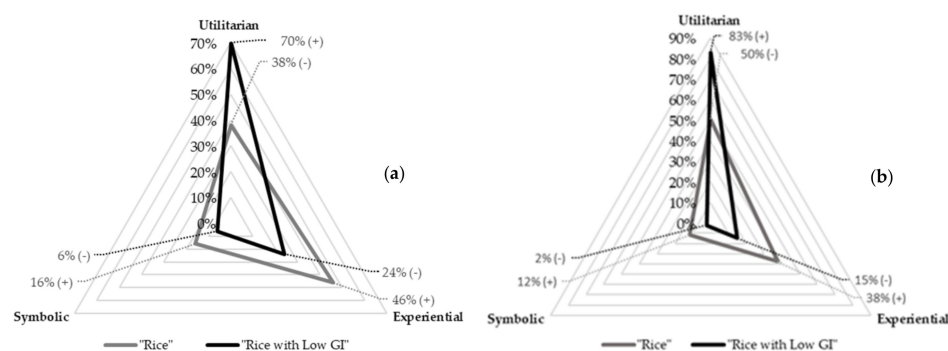 Utilitarian
70%
60%
50%
40%
30%
20%
10%
0%
70% (+)
38% (-)
(a)
6% (-)
16% (+)
24% (-)
46% (+)
Symbolic
Experiential
"Rice"
"Rice with Low GI"
Utilitarian
90%
80%
70%
60%
50%
40%
30%
20%
10%
0%
83% (+)
50% (-)
(b)
2% (-)
12% (+)
15% (-)
38% (+)
Symbolic
Experiential
"Rice"
"Rice with Low GI"